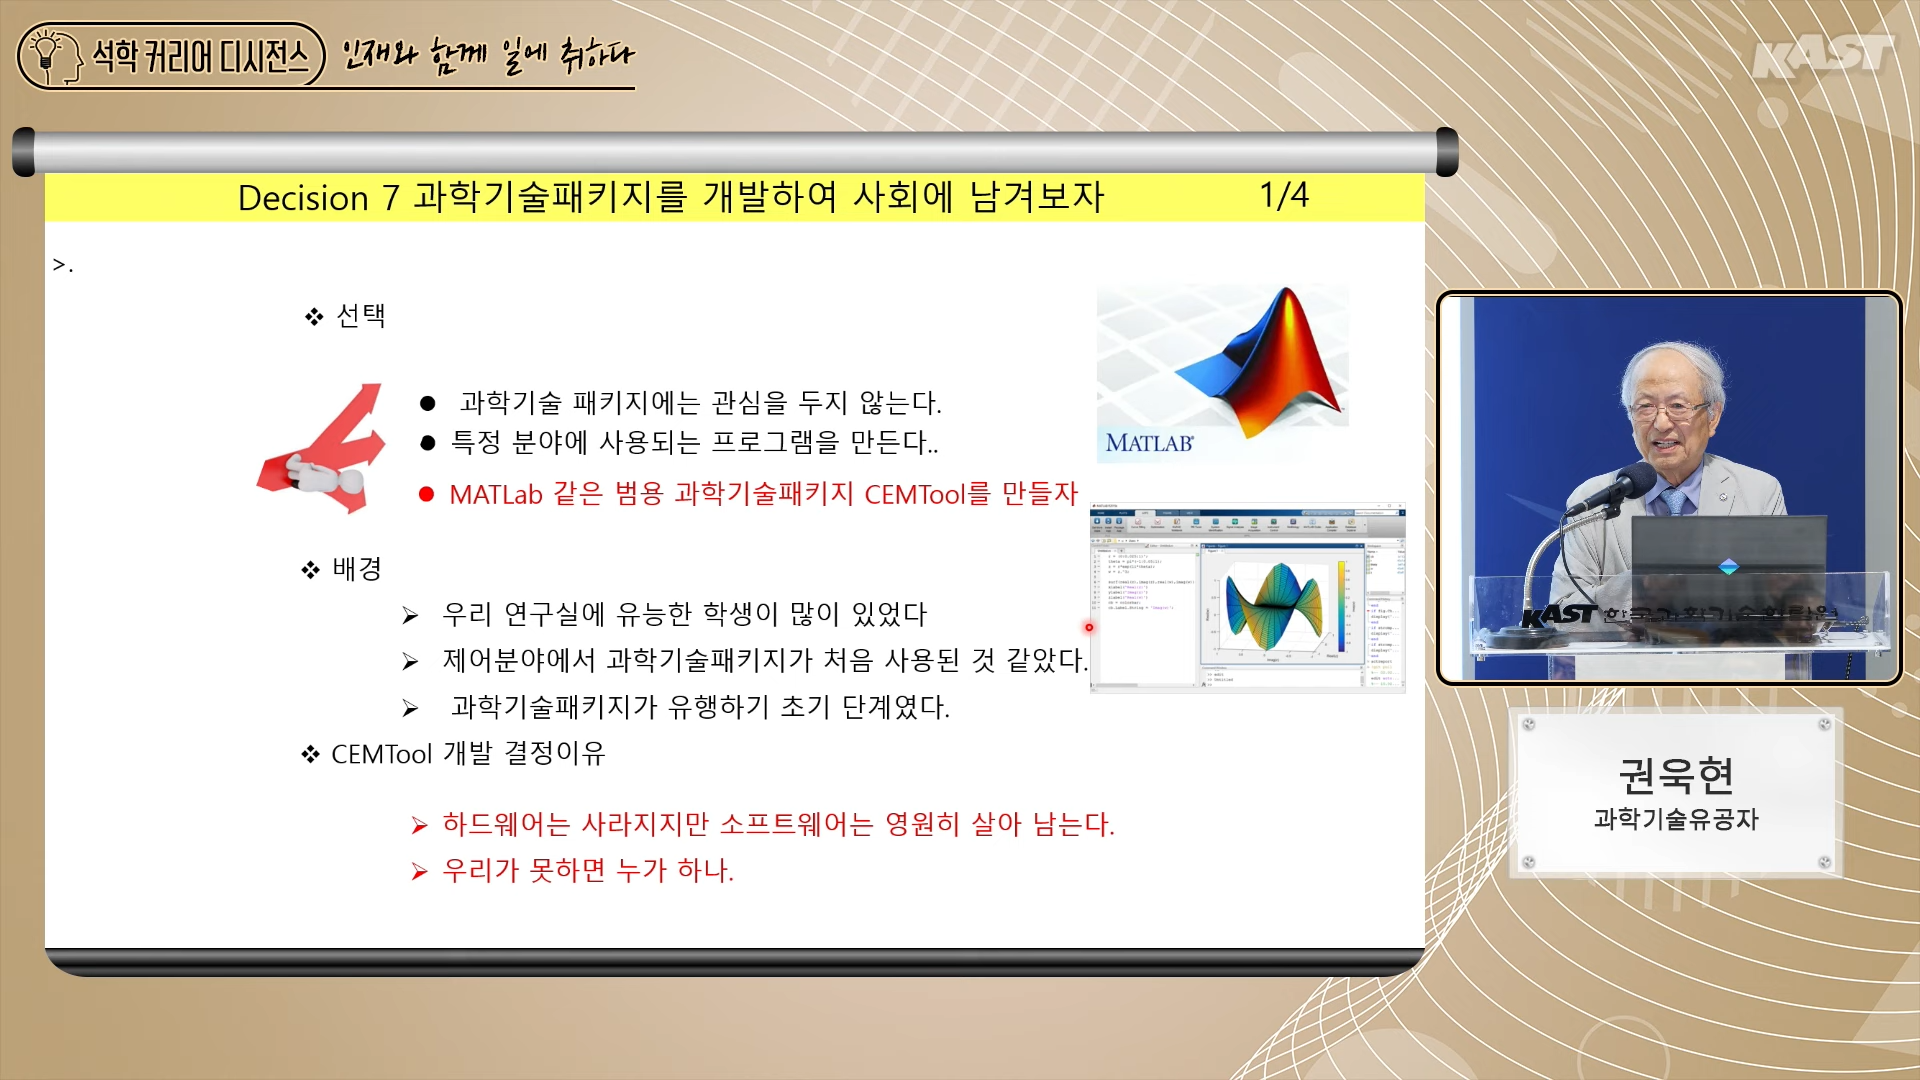 석학 커리어 디시전스 인재와 함께 일에 취하다
KAST
Decision 7 과학기술패키지를 개발하여 사회에 남겨보자 1/4
>.
❖ 선택
● 과학기술 패키지에는 관심을 두지 않는다.
● 특정 분야에 사용되는 프로그램을 만든다..
● MATLab 같은 범용 과학기술패키지 CEMTool를 만들자
MATLAB®
❖ 배경
➢ 우리 연구실에 유능한 학생이 많이 있었다
➢ 제어분야에서 과학기술패키지가 처음 사용된 것 같았다.
➢ 과학기술패키지가 유행하기 초기 단계였다.
❖ CEMTool 개발 결정이유
➢ 하드웨어는 사라지지만 소프트웨어는 영원히 살아 남는다.
➢ 우리가 못하면 누가 하나.
KAST 한국과학기술한림원
권욱현
과학기술유공자